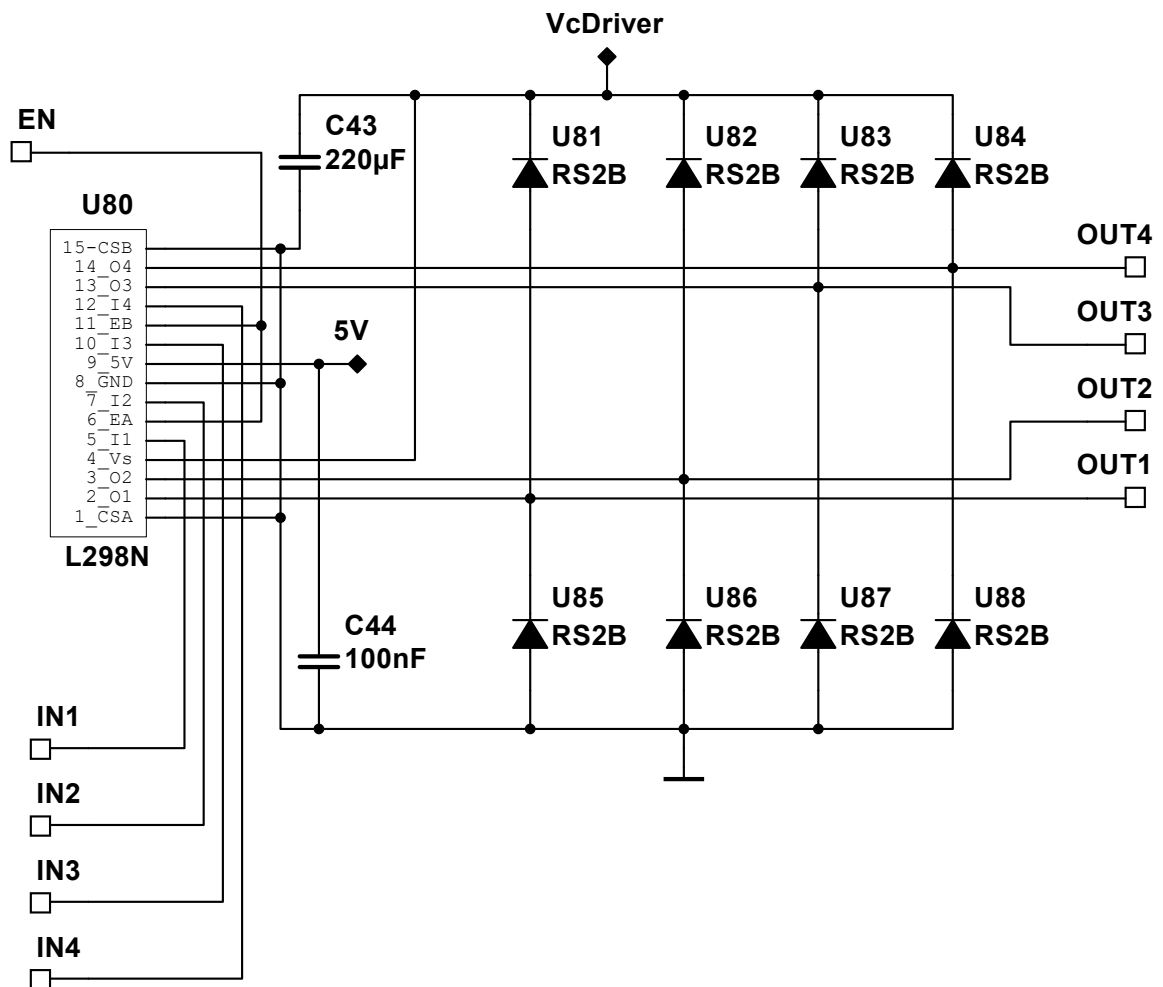 VcDriver
EN
C43
220µF
U81
RS2B
U82
RS2B
U83
RS2B
U84
RS2B
U80
15-CSB
14_O4
13_O3
12_I4
11_EB
10_I3
9_5V
8_GND
7_I2
6_EA
5_I1
4_Vs
3_O2
2_O1
1_CSA
L298N
5V
OUT4
OUT3
OUT2
OUT1
C44
100nF
U85
RS2B
U86
RS2B
U87
RS2B
U88
RS2B
IN1
IN2
IN3
IN4